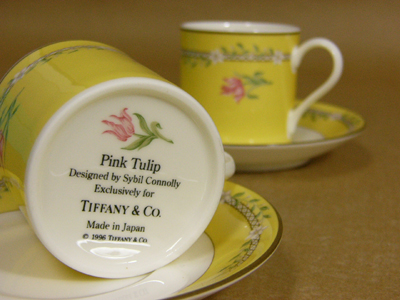 Pink Tulip
Designed by Sybil Connolly
Exclusively for
TIFFANY & CO.
Made in Japan
© 1996 TIFFANY & CO.